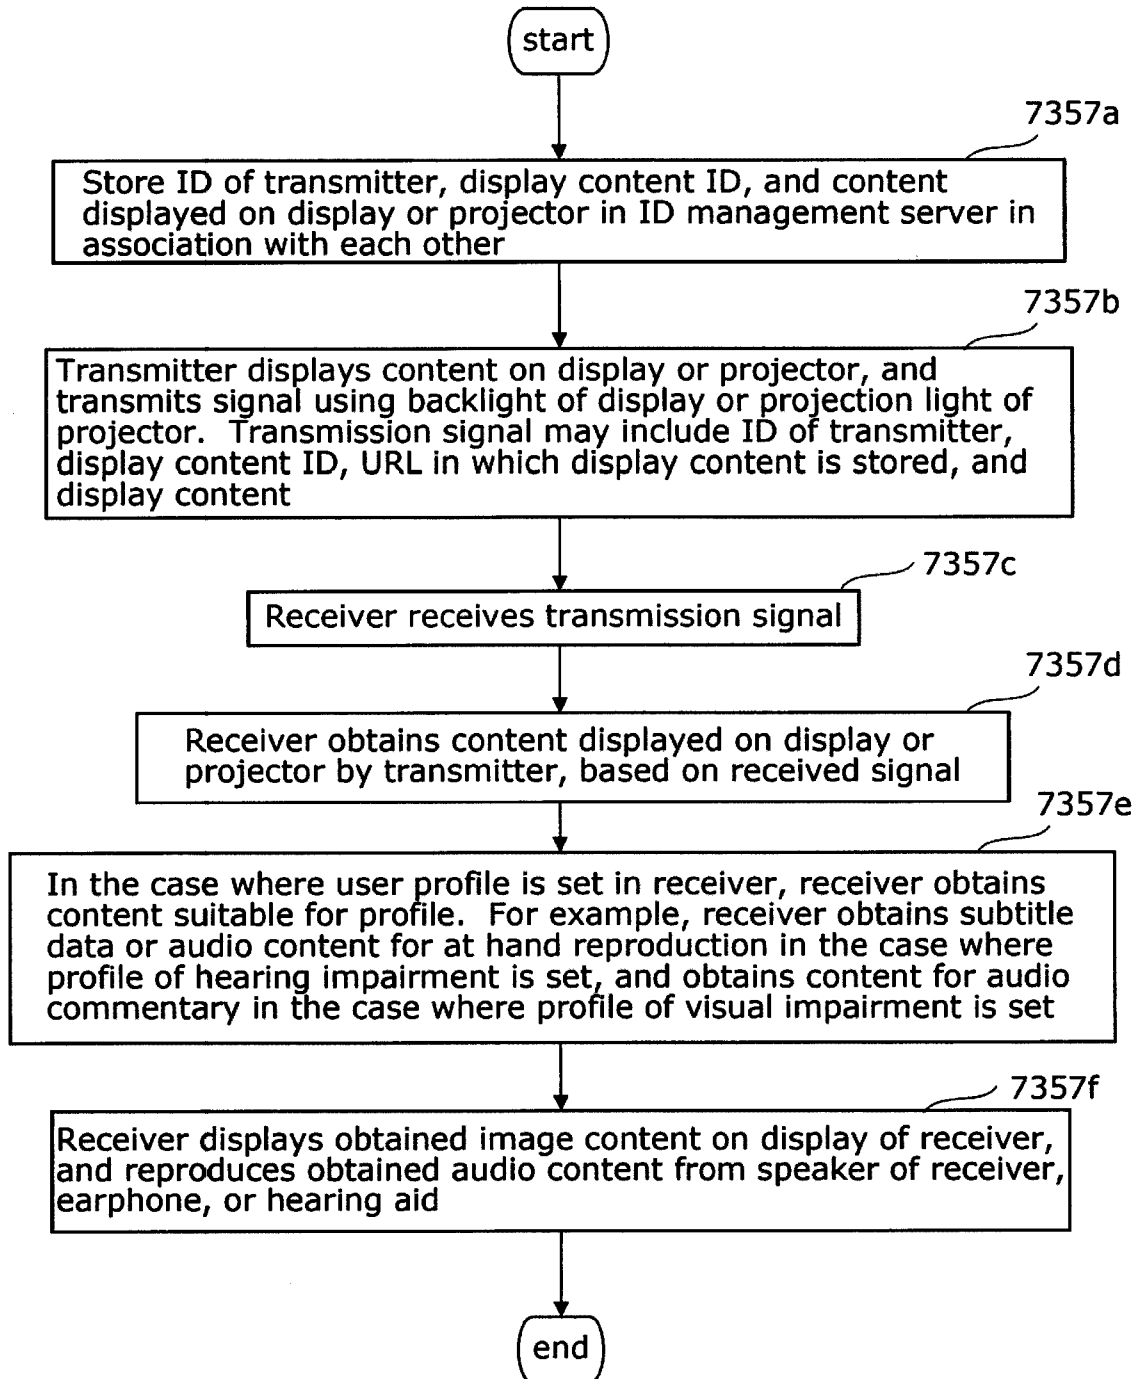 start
7357a
Store ID of transmitter, display content ID, and content
displayed on display or projector in ID management server in
association with each other
7357b
Transmitter displays content on display or projector, and
transmits signal using backlight of display or projection light of
projector.  Transmission signal may include ID of transmitter,
display content ID, URL in which display content is stored, and
display content
7357c
Receiver receives transmission signal
7357d
Receiver obtains content displayed on display or
projector by transmitter, based on received signal
7357e
In the case where user profile is set in receiver, receiver obtains
content suitable for profile.  For example, receiver obtains subtitle
data or audio content for at hand reproduction in the case where
profile of hearing impairment is set, and obtains content for audio
commentary in the case where profile of visual impairment is set
7357f
Receiver displays obtained image content on display of receiver,
and reproduces obtained audio content from speaker of receiver,
earphone, or hearing aid
end